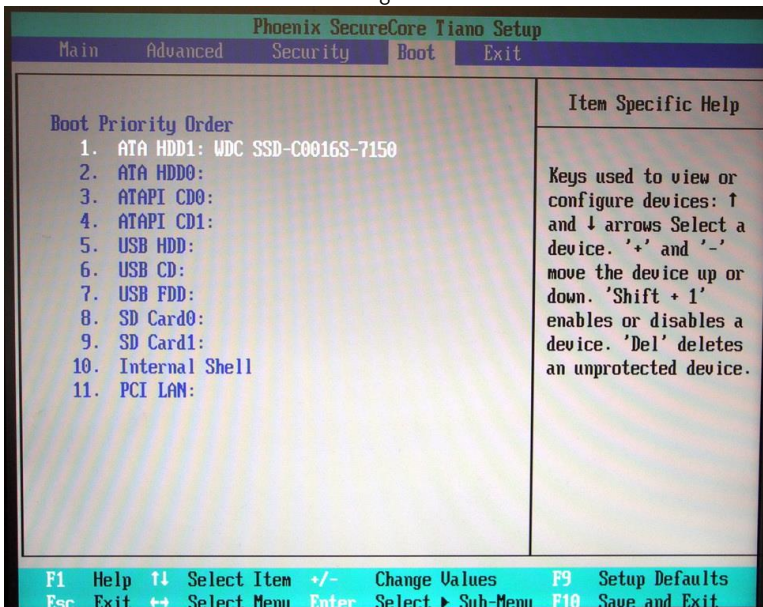 Phoenix SecureCore Tiano Setup
Main Advanced Security Boot Exit
Item Specific Help
Boot Priority Order
1. ATA HDD1: WDC SSD-C0016S-7150
2. ATA HDD0:
3. ATAPI CD0:
4. ATAPI CD1:
5. USB HDD:
6. USB CD:
7. USB FDD:
8. SD Card0:
9. SD Card1:
10. Internal Shell
11. PCI LAN:
Keys used to view or
configure devices: ↑
and ↓ arrows Select a
device. '+' and '-'
move the device up or
down. 'Shift + 1'
enables or disables a
device. 'Del' deletes
an unprotected device.
F1 Help ↑↓ Select Item +/- Change Values F9 Setup Defaults
Esc Exit ↔ Select Menu Enter Select ▶ Sub-Menu F10 Save and Exit